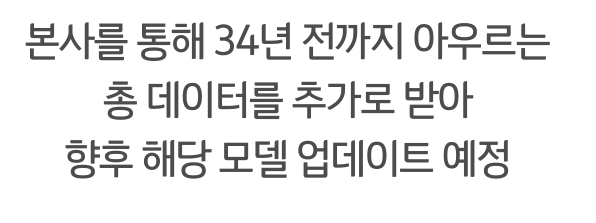 본사를 통해 34년 전까지 아우르는
총 데이터를 추가로 받아
향후 해당 모델 업데이트 예정